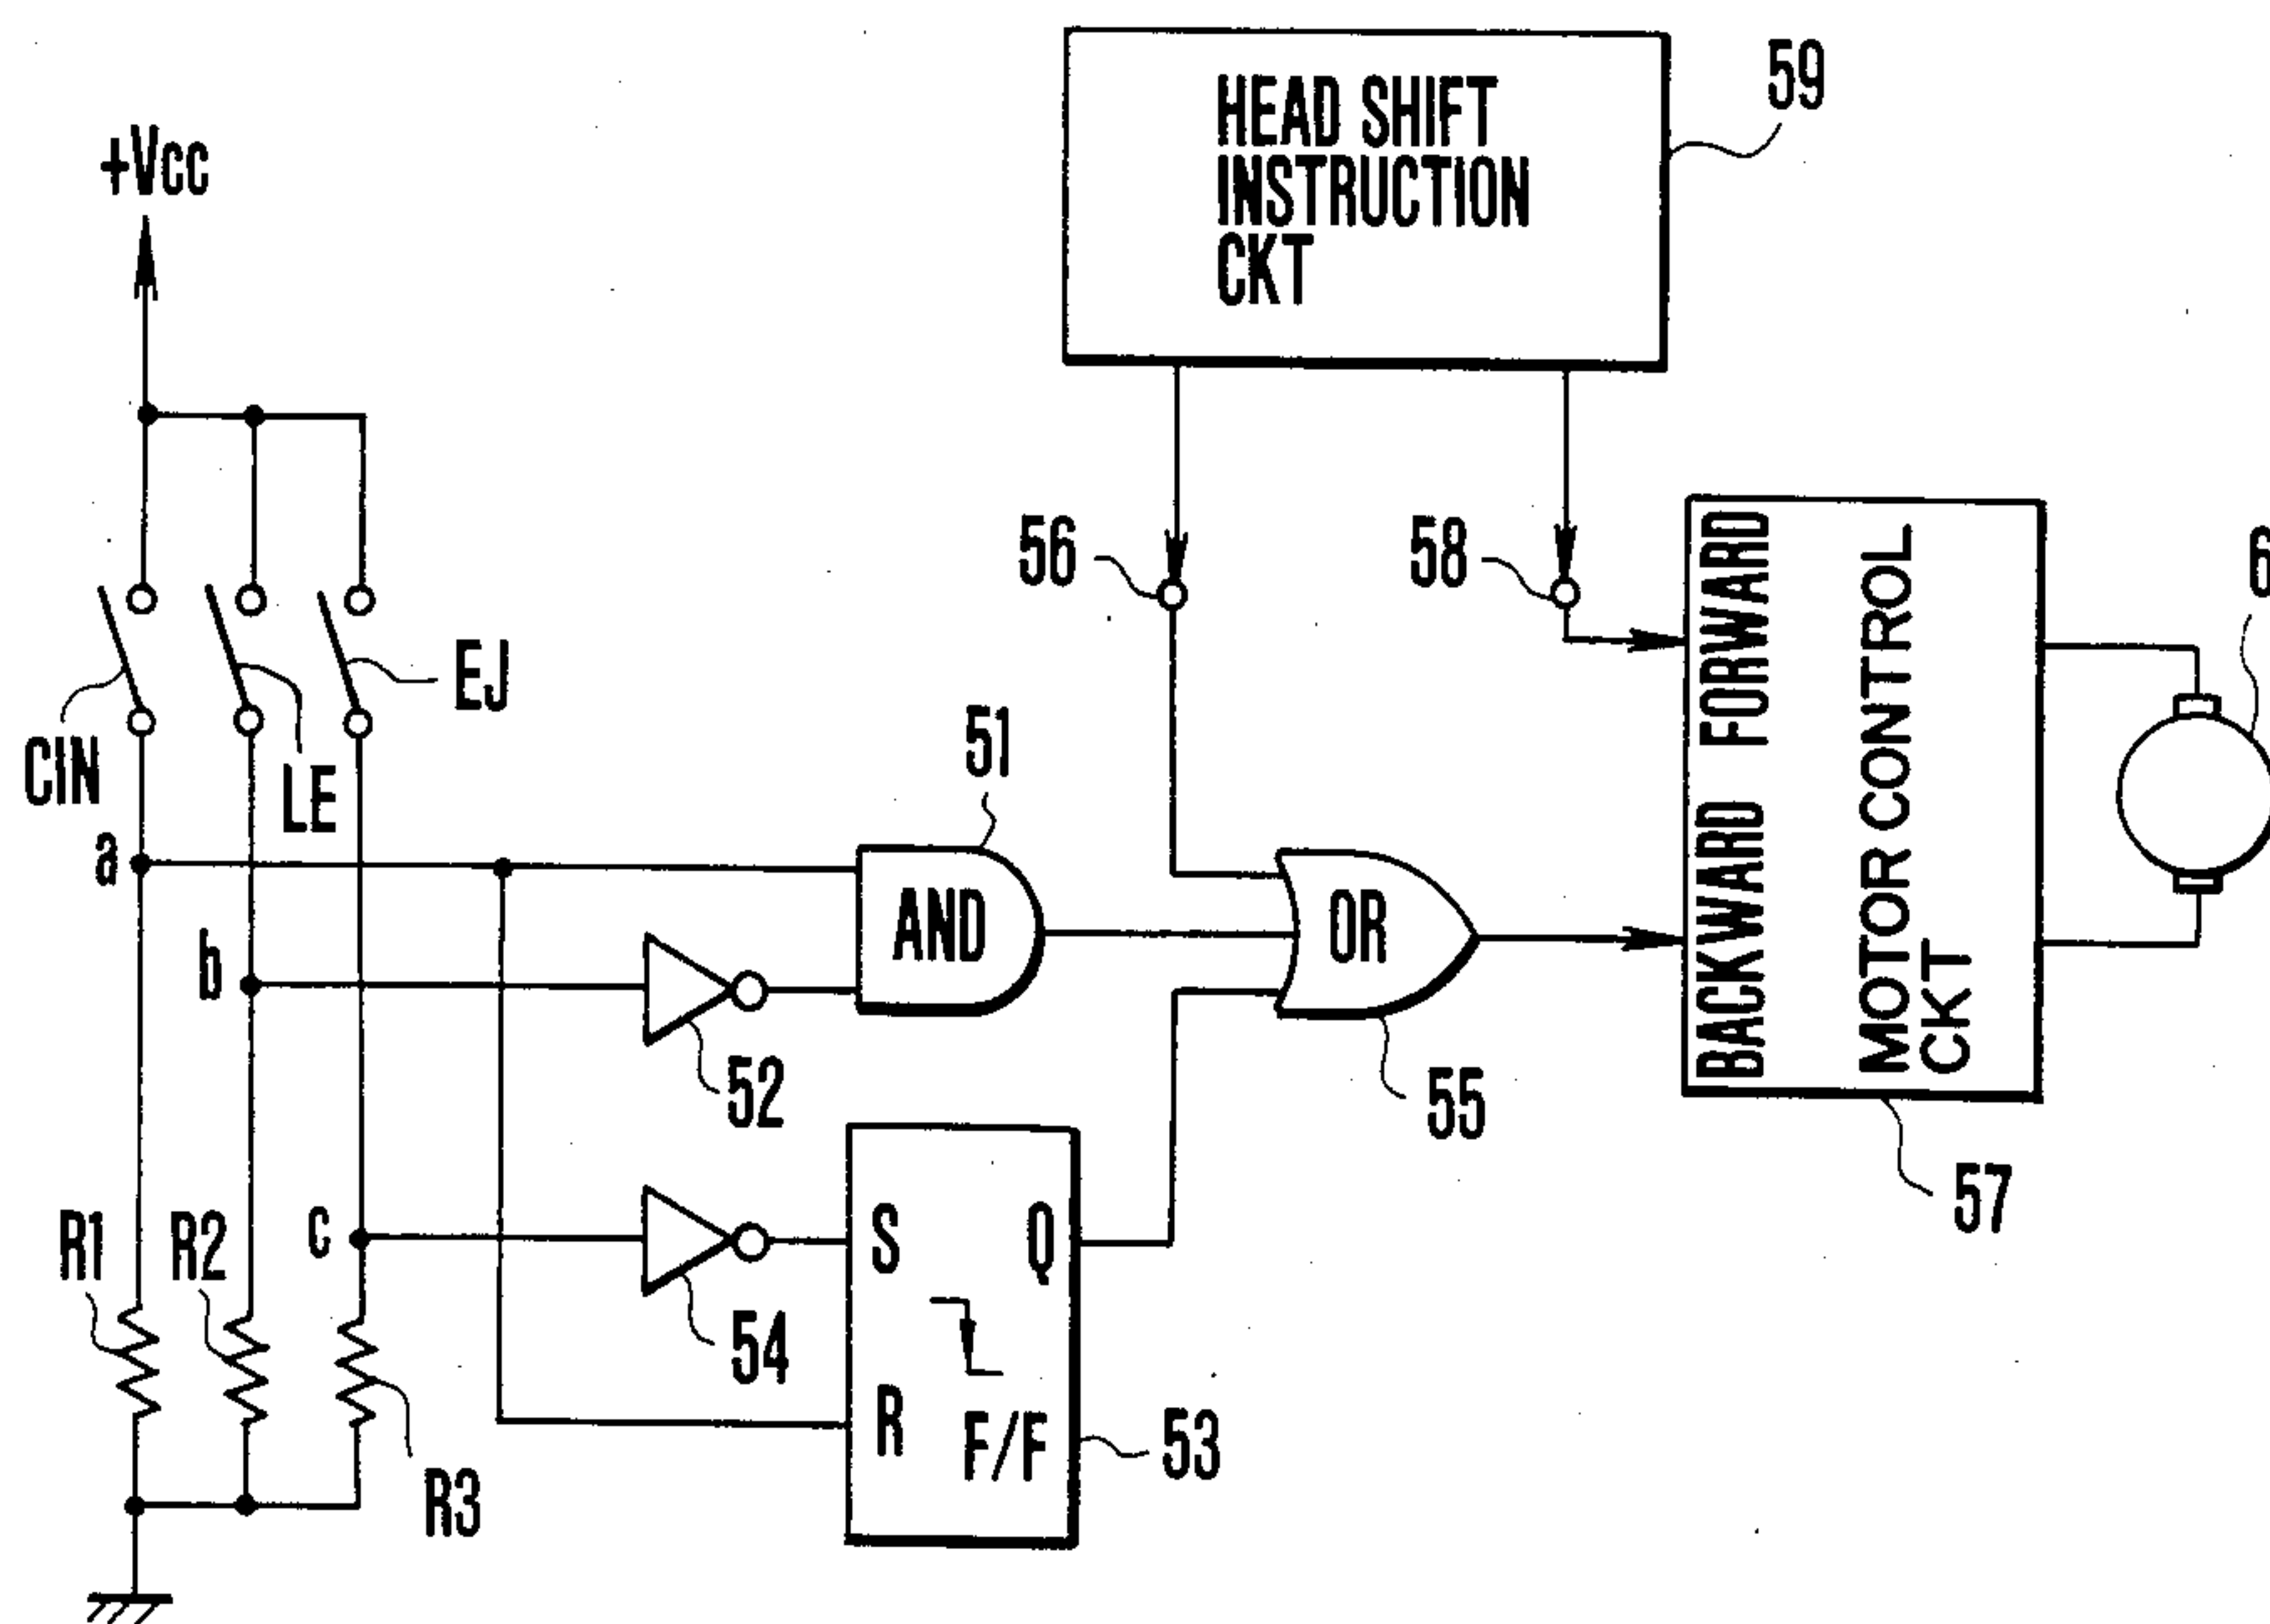 HEAD SHIFT
INSTRUCTION
CKT
59
+Vcc
56
58
6
EJ
CIN
LE
51
a
AND
OR
b
52
55
FORWARD
BACKWARD
MOTOR CONTROL
CKT
57
R1
R2
C
S
Q
54
R
F/F
53
R3